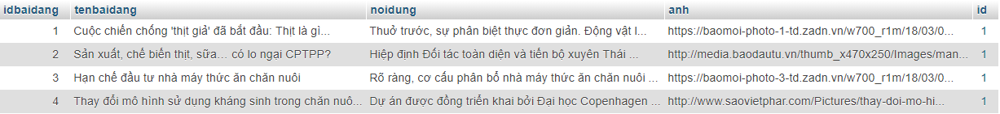 idbaidang tenbaidang noidung anh id
1 Cuộc chiến chống 'thịt giả' đã bắt đầu: Thịt là gì... Thuở trước, sự phân biệt thực đơn giản. Động vật l... https://baomoi-photo-1-td.zadn.vn/w700_r1m/18/03/0... 1
2 Sản xuất, chế biến thịt, sữa… có lo ngại CPTPP? Hiệp định Đối tác toàn diện và tiến bộ xuyên Thái ... http://media.baodautu.vn/thumb_x470x250/Images/man... 1
3 Hạn chế đầu tư nhà máy thức ăn chăn nuôi Rõ ràng, cơ cấu phân bổ nhà máy thức ăn chăn nuôi ... https://baomoi-photo-3-td.zadn.vn/w700_r1m/18/03/0... 1
4 Thay đổi mô hình sử dụng kháng sinh trong chăn nuô... Dự án được đồng triển khai bởi Đại học Copenhagen ... http://www.saovietphar.com/Pictures/thay-doi-mo-hi... 1